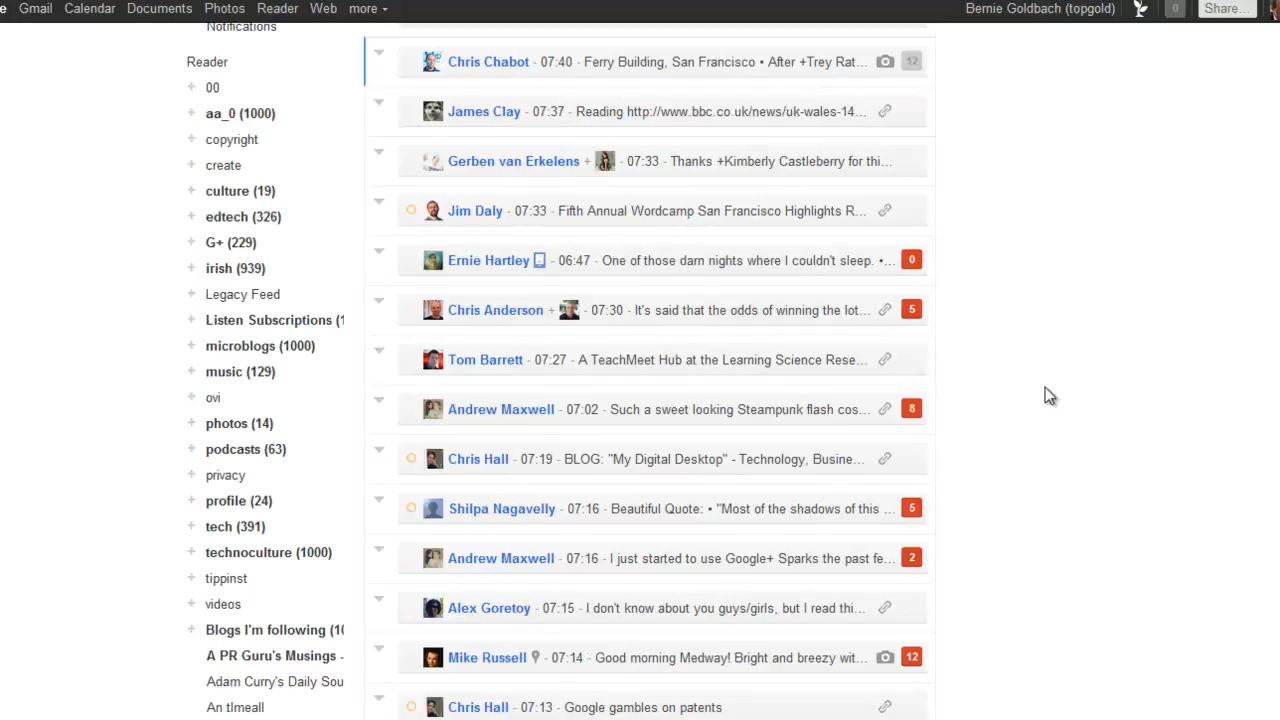 e Gmail Calendar Documents Photos Reader Web more Bernie Goldbach (topgold) 0 Share...
Notifications
Reader
00
aa_0 (1000)
copyright
create
culture (19)
edtech (326)
G+ (229)
irish (939)
Legacy Feed
Listen Subscriptions (1
microblogs (1000)
music (129)
ovi
photos (14)
podcasts (63)
privacy
profile (24)
tech (391)
technoculture (1000)
tippinst
videos
Blogs I'm following (10
A PR Guru's Musings -
Adam Curry's Daily Sou
An tImeall
Chris Chabot - 07:40 - Ferry Building, San Francisco • After +Trey Rat... 12
James Clay - 07:37 - Reading http://www.bbc.co.uk/news/uk-wales-14...
Gerben van Erkelens + - 07:33 - Thanks +Kimberly Castleberry for thi...
Jim Daly - 07:33 - Fifth Annual Wordcamp San Francisco Highlights R...
Ernie Hartley - 06:47 - One of those darn nights where I couldn't sleep. •... 0
Chris Anderson + - 07:30 - It's said that the odds of winning the lot... 5
Tom Barrett - 07:27 - A TeachMeet Hub at the Learning Science Rese...
Andrew Maxwell - 07:02 - Such a sweet looking Steampunk flash cos... 8
Chris Hall - 07:19 - BLOG: "My Digital Desktop" - Technology, Busine...
Shilpa Nagavelly - 07:16 - Beautiful Quote: • "Most of the shadows of this ... 5
Andrew Maxwell - 07:16 - I just started to use Google+ Sparks the past fe... 2
Alex Goretoy - 07:15 - I don't know about you guys/girls, but I read thi...
Mike Russell - 07:14 - Good morning Medway! Bright and breezy wit... 12
Chris Hall - 07:13 - Google gambles on patents